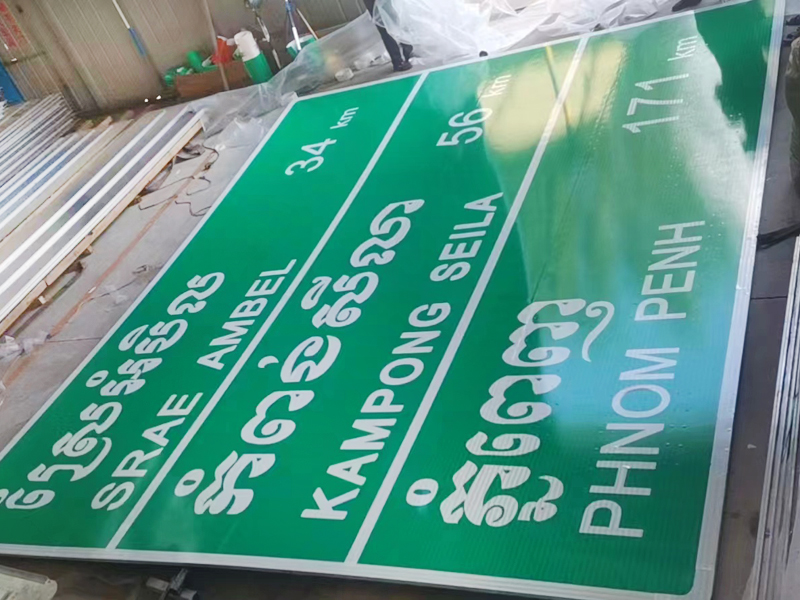 ស្រែអំបិល
SRAE AMBEL 34 km
កំពង់សីលា
KAMPONG SEILA 56 km
ភ្នំពេញ
PHNOM PENH 171 km